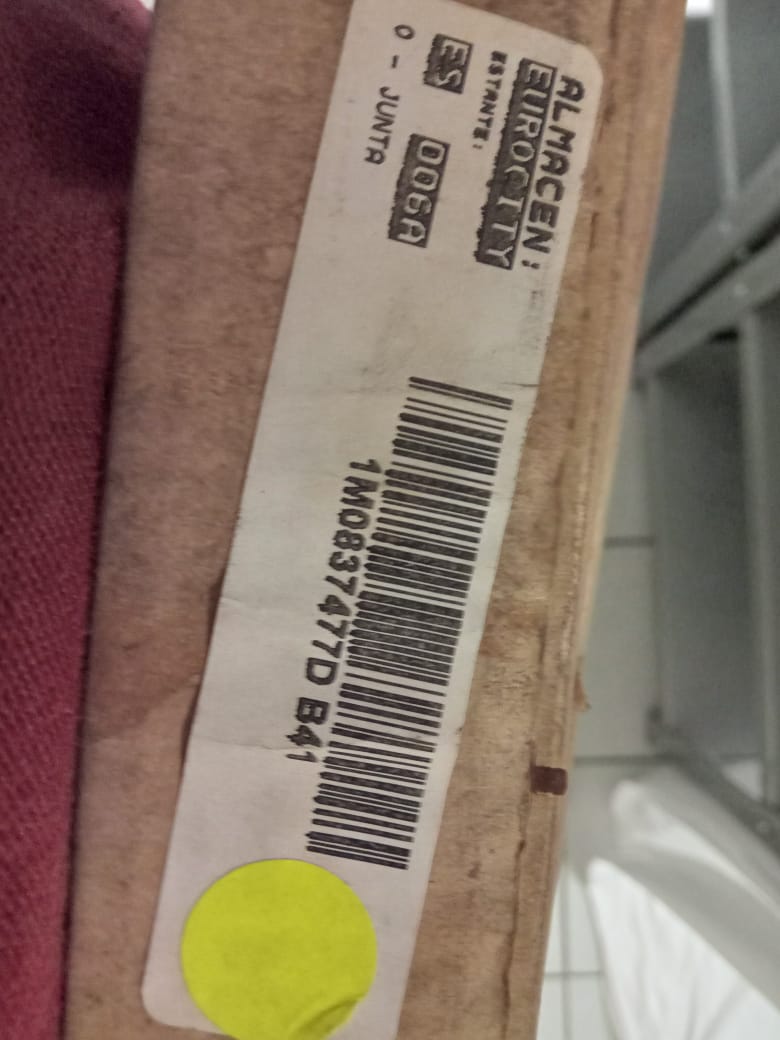 ALMACEN:
EUROCITY
ESTANTE:
ES 006A
0 - JUNTA
1M0837477D B41